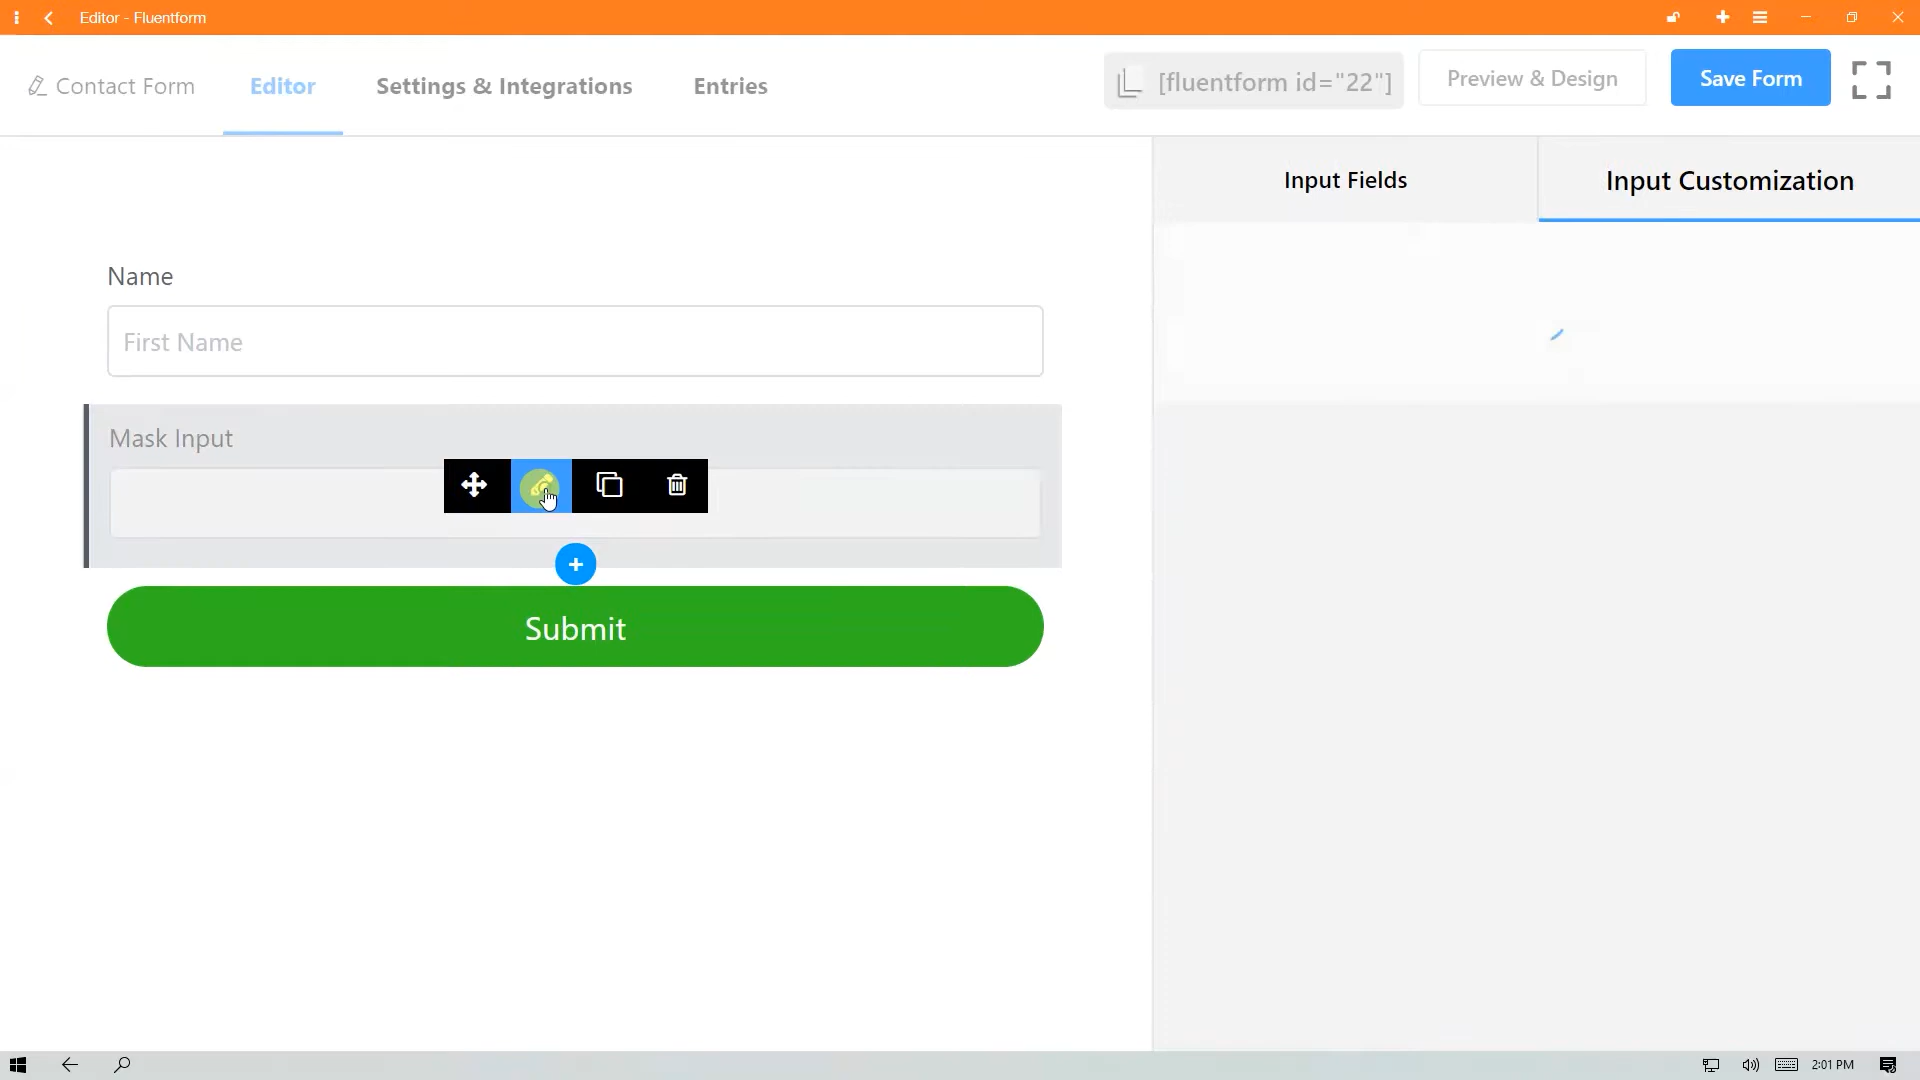 Editor - Fluentform
Contact Form
Editor
Settings & Integrations
Entries
[fluentform id="22"]
Preview & Design
Save Form
Input Fields
Input Customization
Name
First Name
Mask Input
Submit
2:01 PM